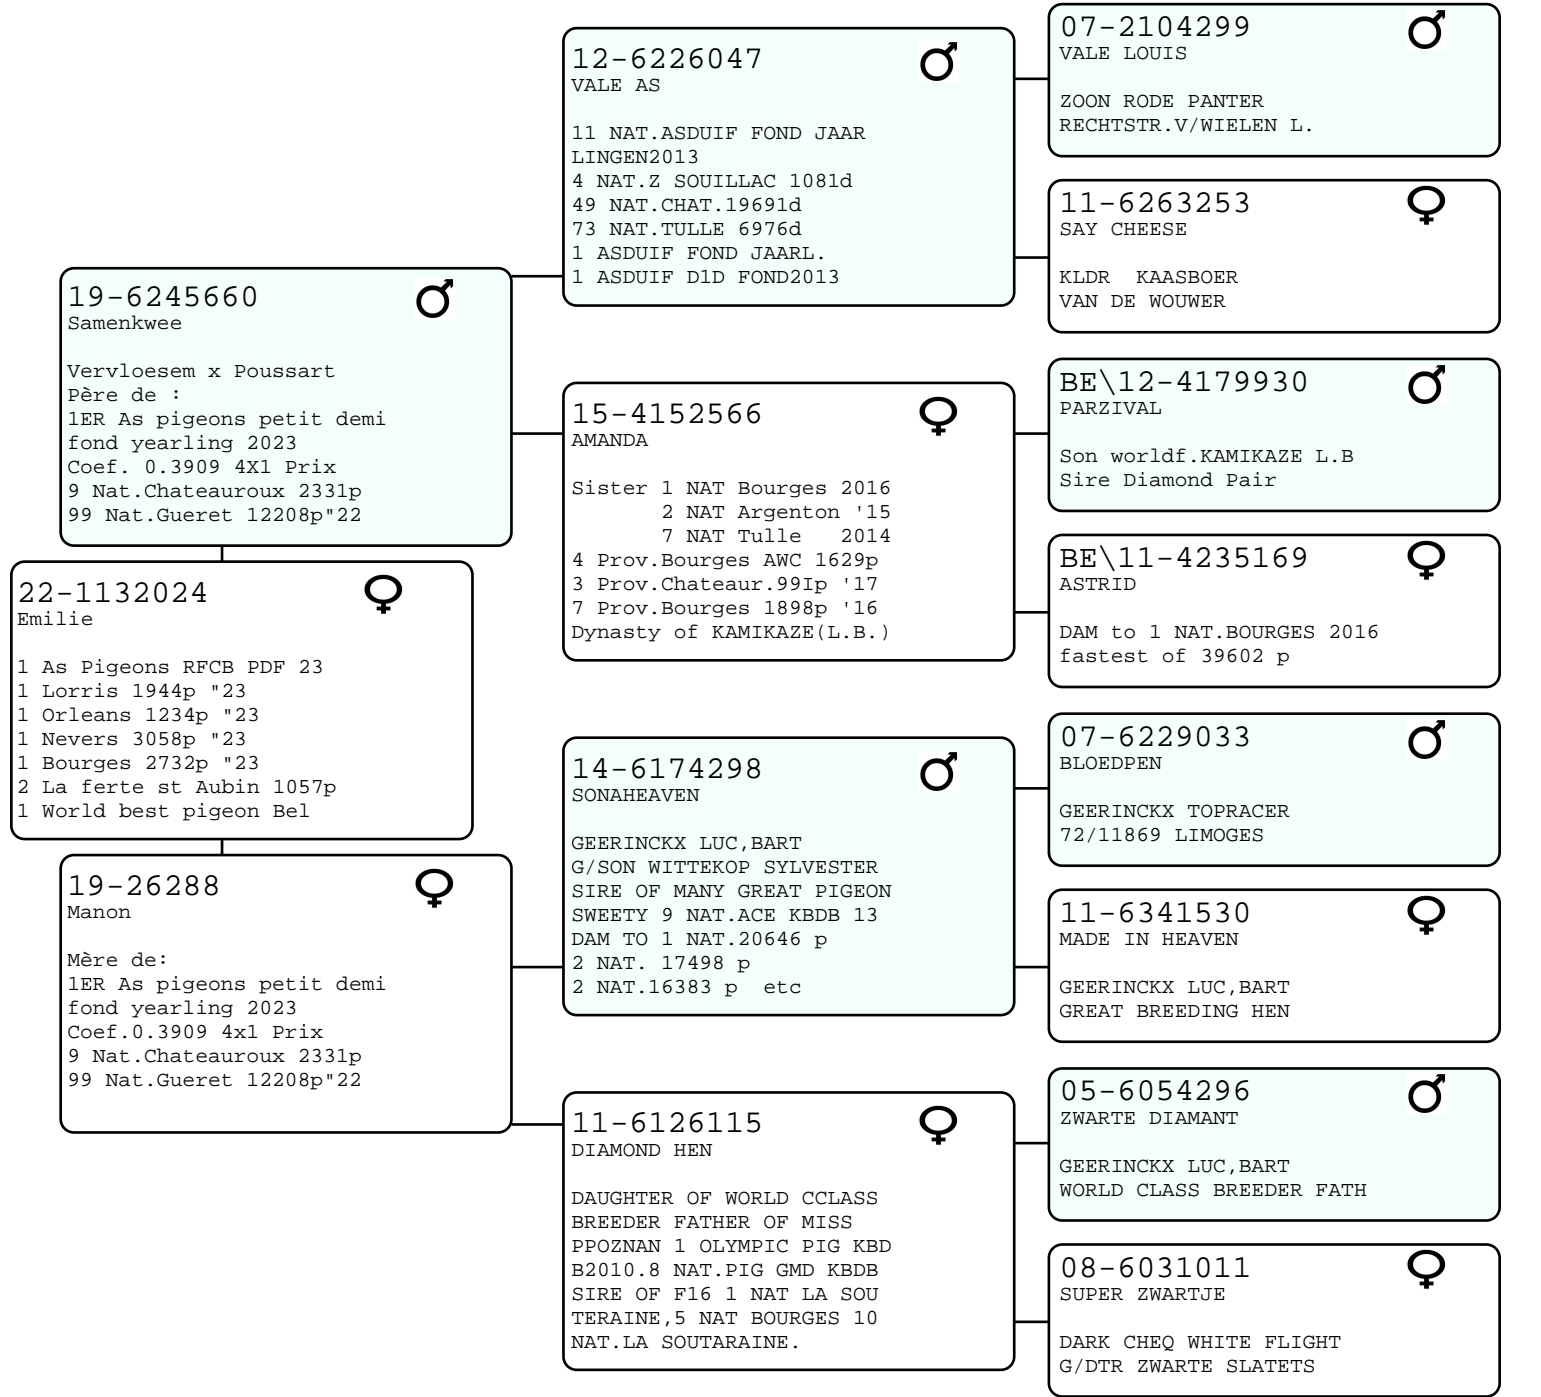 12-6226047
VALE AS
11 NAT.ASDUIF FOND JAAR
LINGEN2013
4 NAT.Z SOUILLAC 1081d
49 NAT.CHAT.19691d
73 NAT.TULLE 6976d
1 ASDUIF FOND JAARL.
1 ASDUIF D1D FOND2013
07-2104299
VALE LOUIS
ZOON RODE PANTER
RECHTSTR.V/WIELEN L.
11-6263253
SAY CHEESE
KLDR  KAASBOER
VAN DE WOUWER
19-6245660
Samenkwee
Vervloesem x Poussart
Père de :
1ER As pigeons petit demi
fond yearling 2023
Coef. 0.3909 4X1 Prix
9 Nat.Chateauroux 2331p
99 Nat.Gueret 12208p"22
15-4152566
AMANDA
Sister 1 NAT Bourges 2016
2 NAT Argenton '15
7 NAT Tulle   2014
4 Prov.Bourges AWC 1629p
3 Prov.Chateaur.99Ip '17
7 Prov.Bourges 1898p '16
Dynasty of KAMIKAZE(L.B.)
BE\12-4179930
PARZIVAL
Son worldf.KAMIKAZE L.B
Sire Diamond Pair
BE\11-4235169
ASTRID
DAM to 1 NAT.BOURGES 2016
fastest of 39602 p
22-1132024
Emilie
1 As Pigeons RFCB PDF 23
1 Lorris 1944p "23
1 Orleans 1234p "23
1 Nevers 3058p "23
1 Bourges 2732p "23
2 La ferte st Aubin 1057p
1 World best pigeon Bel
19-26288
Manon
Mère de:
1ER As pigeons petit demi
fond yearling 2023
Coef.0.3909 4x1 Prix
9 Nat.Chateauroux 2331p
99 Nat.Gueret 12208p"22
14-6174298
SONAHEAVEN
GEERINCKX LUC,BART
G/SON WITTEKOP SYLVESTER
SIRE OF MANY GREAT PIGEON
SWEETY 9 NAT.ACE KBDB 13
DAM TO 1 NAT.20646 p
2 NAT. 17498 p
2 NAT.16383 p  etc
07-6229033
BLOEDPEN
GEERINCKX TOPRACER
72/11869 LIMOGES
11-6341530
MADE IN HEAVEN
GEERINCKX LUC,BART
GREAT BREEDING HEN
11-6126115
DIAMOND HEN
DAUGHTER OF WORLD CCLASS
BREEDER FATHER OF MISS
PPOZNAN 1 OLYMPIC PIG KBD
B2010.8 NAT.PIG GMD KBDB
SIRE OF F16 1 NAT LA SOU
TERAINE,5 NAT BOURGES 10
NAT.LA SOUTARAINE.
05-6054296
ZWARTE DIAMANT
GEERINCKX LUC,BART
WORLD CLASS BREEDER FATH
08-6031011
SUPER ZWARTJE
DARK CHEQ WHITE FLIGHT
G/DTR ZWARTE SLATETS